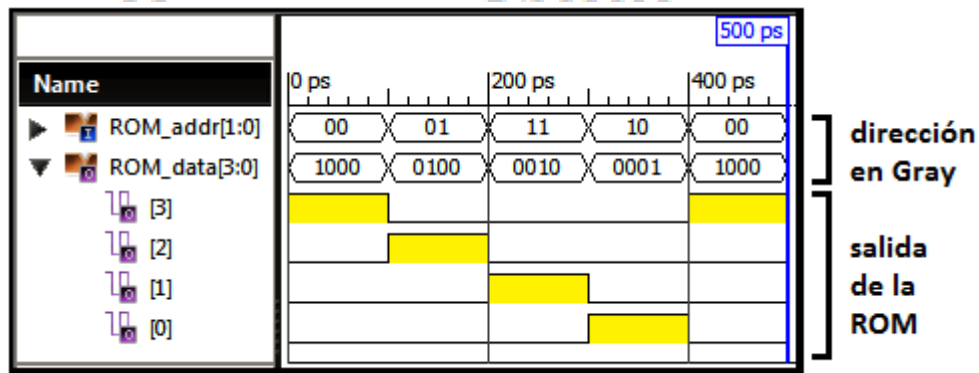 500 ps
Name
0 ps 200 ps 400 ps
ROM_addr[1:0] 00 01 11 10 00
ROM_data[3:0] 1000 0100 0010 0001 1000
[3]
[2]
[1]
[0]
dirección
en Gray
salida
de la
ROM